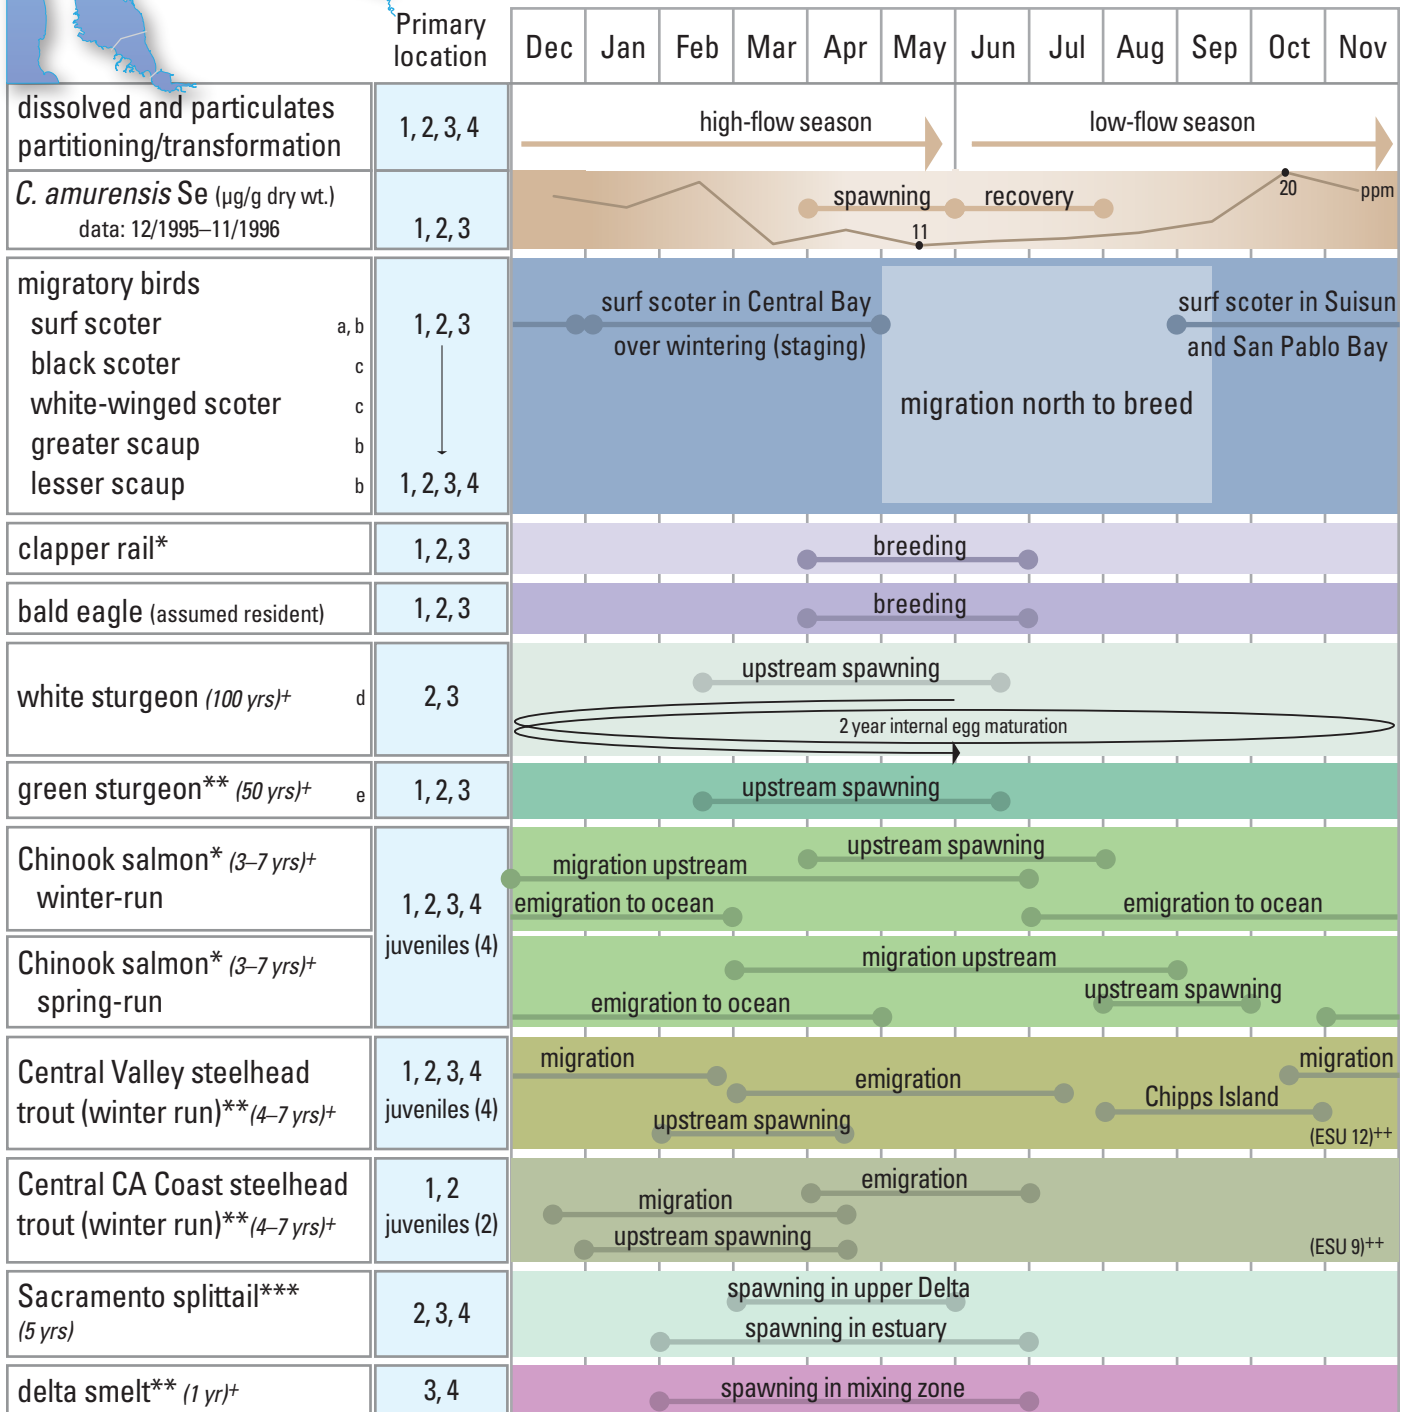 Primary
location
Dec Jan Feb Mar Apr May Jun Jul Aug Sep Oct Nov
dissolved and particulates
partitioning/transformation
1, 2, 3, 4
high-flow season
low-flow season
C. amurensis Se (µg/g dry wt.)
data: 12/1995–11/1996
1, 2, 3
spawning
recovery
11
20
ppm
migratory birds
surf scoter a, b
black scoter c
white-winged scoter c
greater scaup b
lesser scaup b
1, 2, 3
1, 2, 3, 4
surf scoter in Central Bay
over wintering (staging)
migration north to breed
surf scoter in Suisun
and San Pablo Bay
clapper rail*
1, 2, 3
breeding
bald eagle (assumed resident)
1, 2, 3
breeding
white sturgeon (100 yrs)+ d
2, 3
upstream spawning
2 year internal egg maturation
green sturgeon** (50 yrs)+ e
1, 2, 3
upstream spawning
Chinook salmon* (3–7 yrs)+
winter-run
1, 2, 3, 4
juveniles (4)
upstream spawning
migration upstream
emigration to ocean
emigration to ocean
Chinook salmon* (3–7 yrs)+
spring-run
migration upstream
upstream spawning
emigration to ocean
Central Valley steelhead
trout (winter run)**(4–7 yrs)+
1, 2, 3, 4
juveniles (4)
migration
migration
emigration
Chipps Island
upstream spawning
(ESU 12)++
Central CA Coast steelhead
trout (winter run)**(4–7 yrs)+
1, 2
juveniles (2)
emigration
migration
upstream spawning
(ESU 9)++
Sacramento splittail***
(5 yrs)
2, 3, 4
spawning in upper Delta
spawning in estuary
delta smelt** (1 yr)+
3, 4
spawning in mixing zone